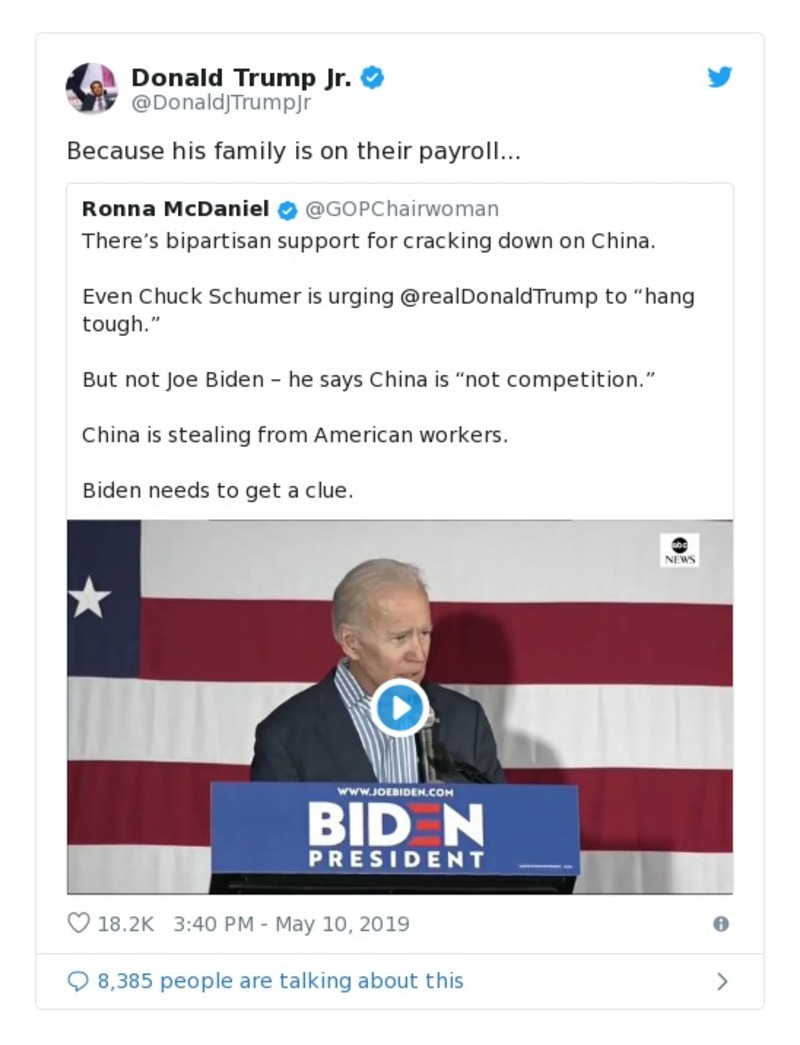 Donald Trump Jr.
@DonaldJTrumpJr
Because his family is on their payroll...
Ronna McDaniel @GOPChairwoman
There’s bipartisan support for cracking down on China.
Even Chuck Schumer is urging @realDonaldTrump to “hang
tough.”
But not Joe Biden – he says China is “not competition.”
China is stealing from American workers.
Biden needs to get a clue.
abc
NEWS
WWW.JOEBIDEN.COM
BIDEN
PRESIDENT
18.2K 3:40 PM - May 10, 2019
8,385 people are talking about this